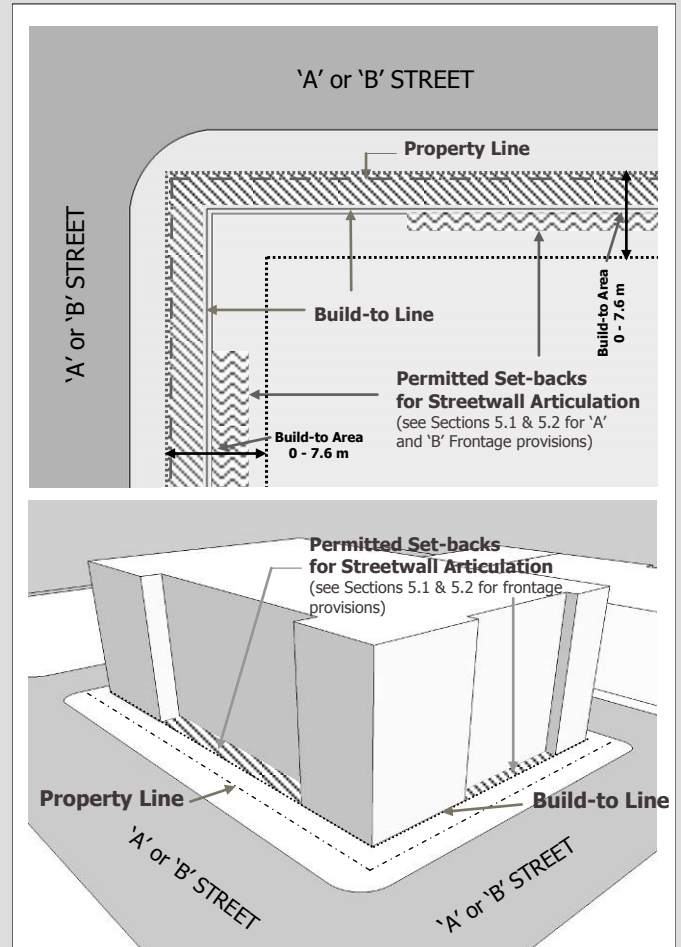 ‘A’ or ‘B’ STREET
Property Line
‘A’ or ‘B’ STREET
Build-to Line
Build-to Area
0 - 7.6 m
Permitted Set-backs
for Streetwall Articulation
(see Sections 5.1 & 5.2 for ‘A’
and ‘B’ Frontage provisions)
Build-to Area
0 - 7.6 m
Permitted Set-backs
for Streetwall Articulation
(see Sections 5.1 & 5.2 for frontage
provisions)
Property Line
Build-to Line
‘A’ or ‘B’ STREET
‘A’ or ‘B’ STREET